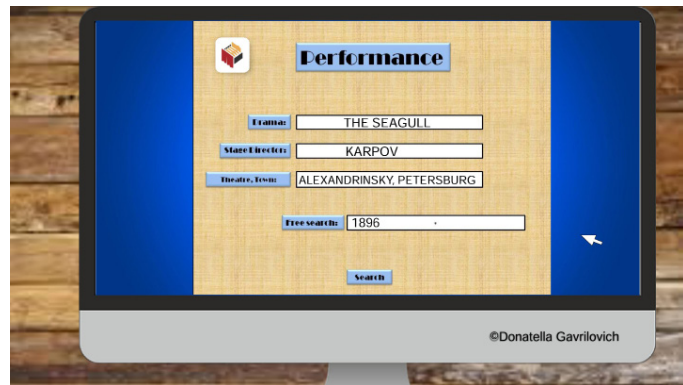 Performance
Drama: THE SEAGULL
Stage Director: KARPOV
Theatre, Town: ALEXANDRINSKY, PETERSBURG
Free search: 1896
Search
©Donatella Gavrilovich